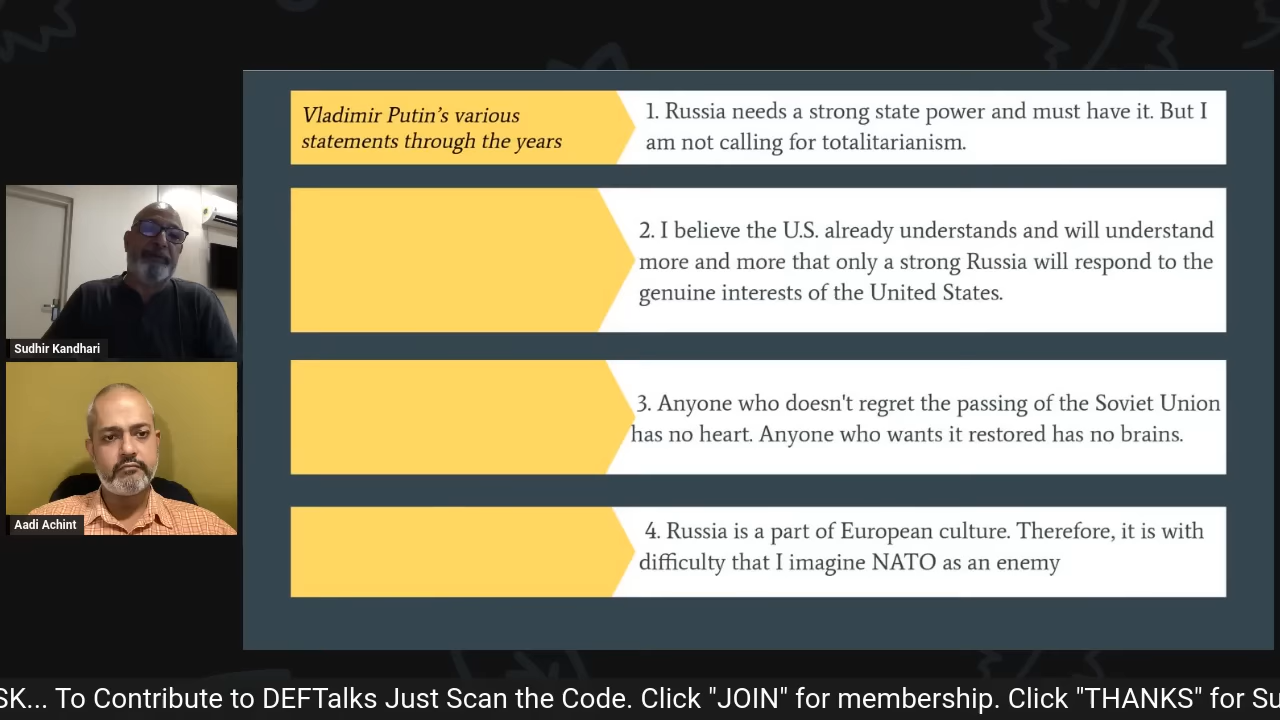 Vladimir Putin's various
statements through the years
1. Russia needs a strong state power and must have it. But I
am not calling for totalitarianism.
2. I believe the U.S. already understands and will understand
more and more that only a strong Russia will respond to the
genuine interests of the United States.
3. Anyone who doesn't regret the passing of the Soviet Union
has no heart. Anyone who wants it restored has no brains.
4. Russia is a part of European culture. Therefore, it is with
difficulty that I imagine NATO as an enemy
Sudhir Kandhari
Aadi Achint
SK... To Contribute to DEFTalks Just Scan the Code. Click "JOIN" for membership. Click "THANKS" for Su